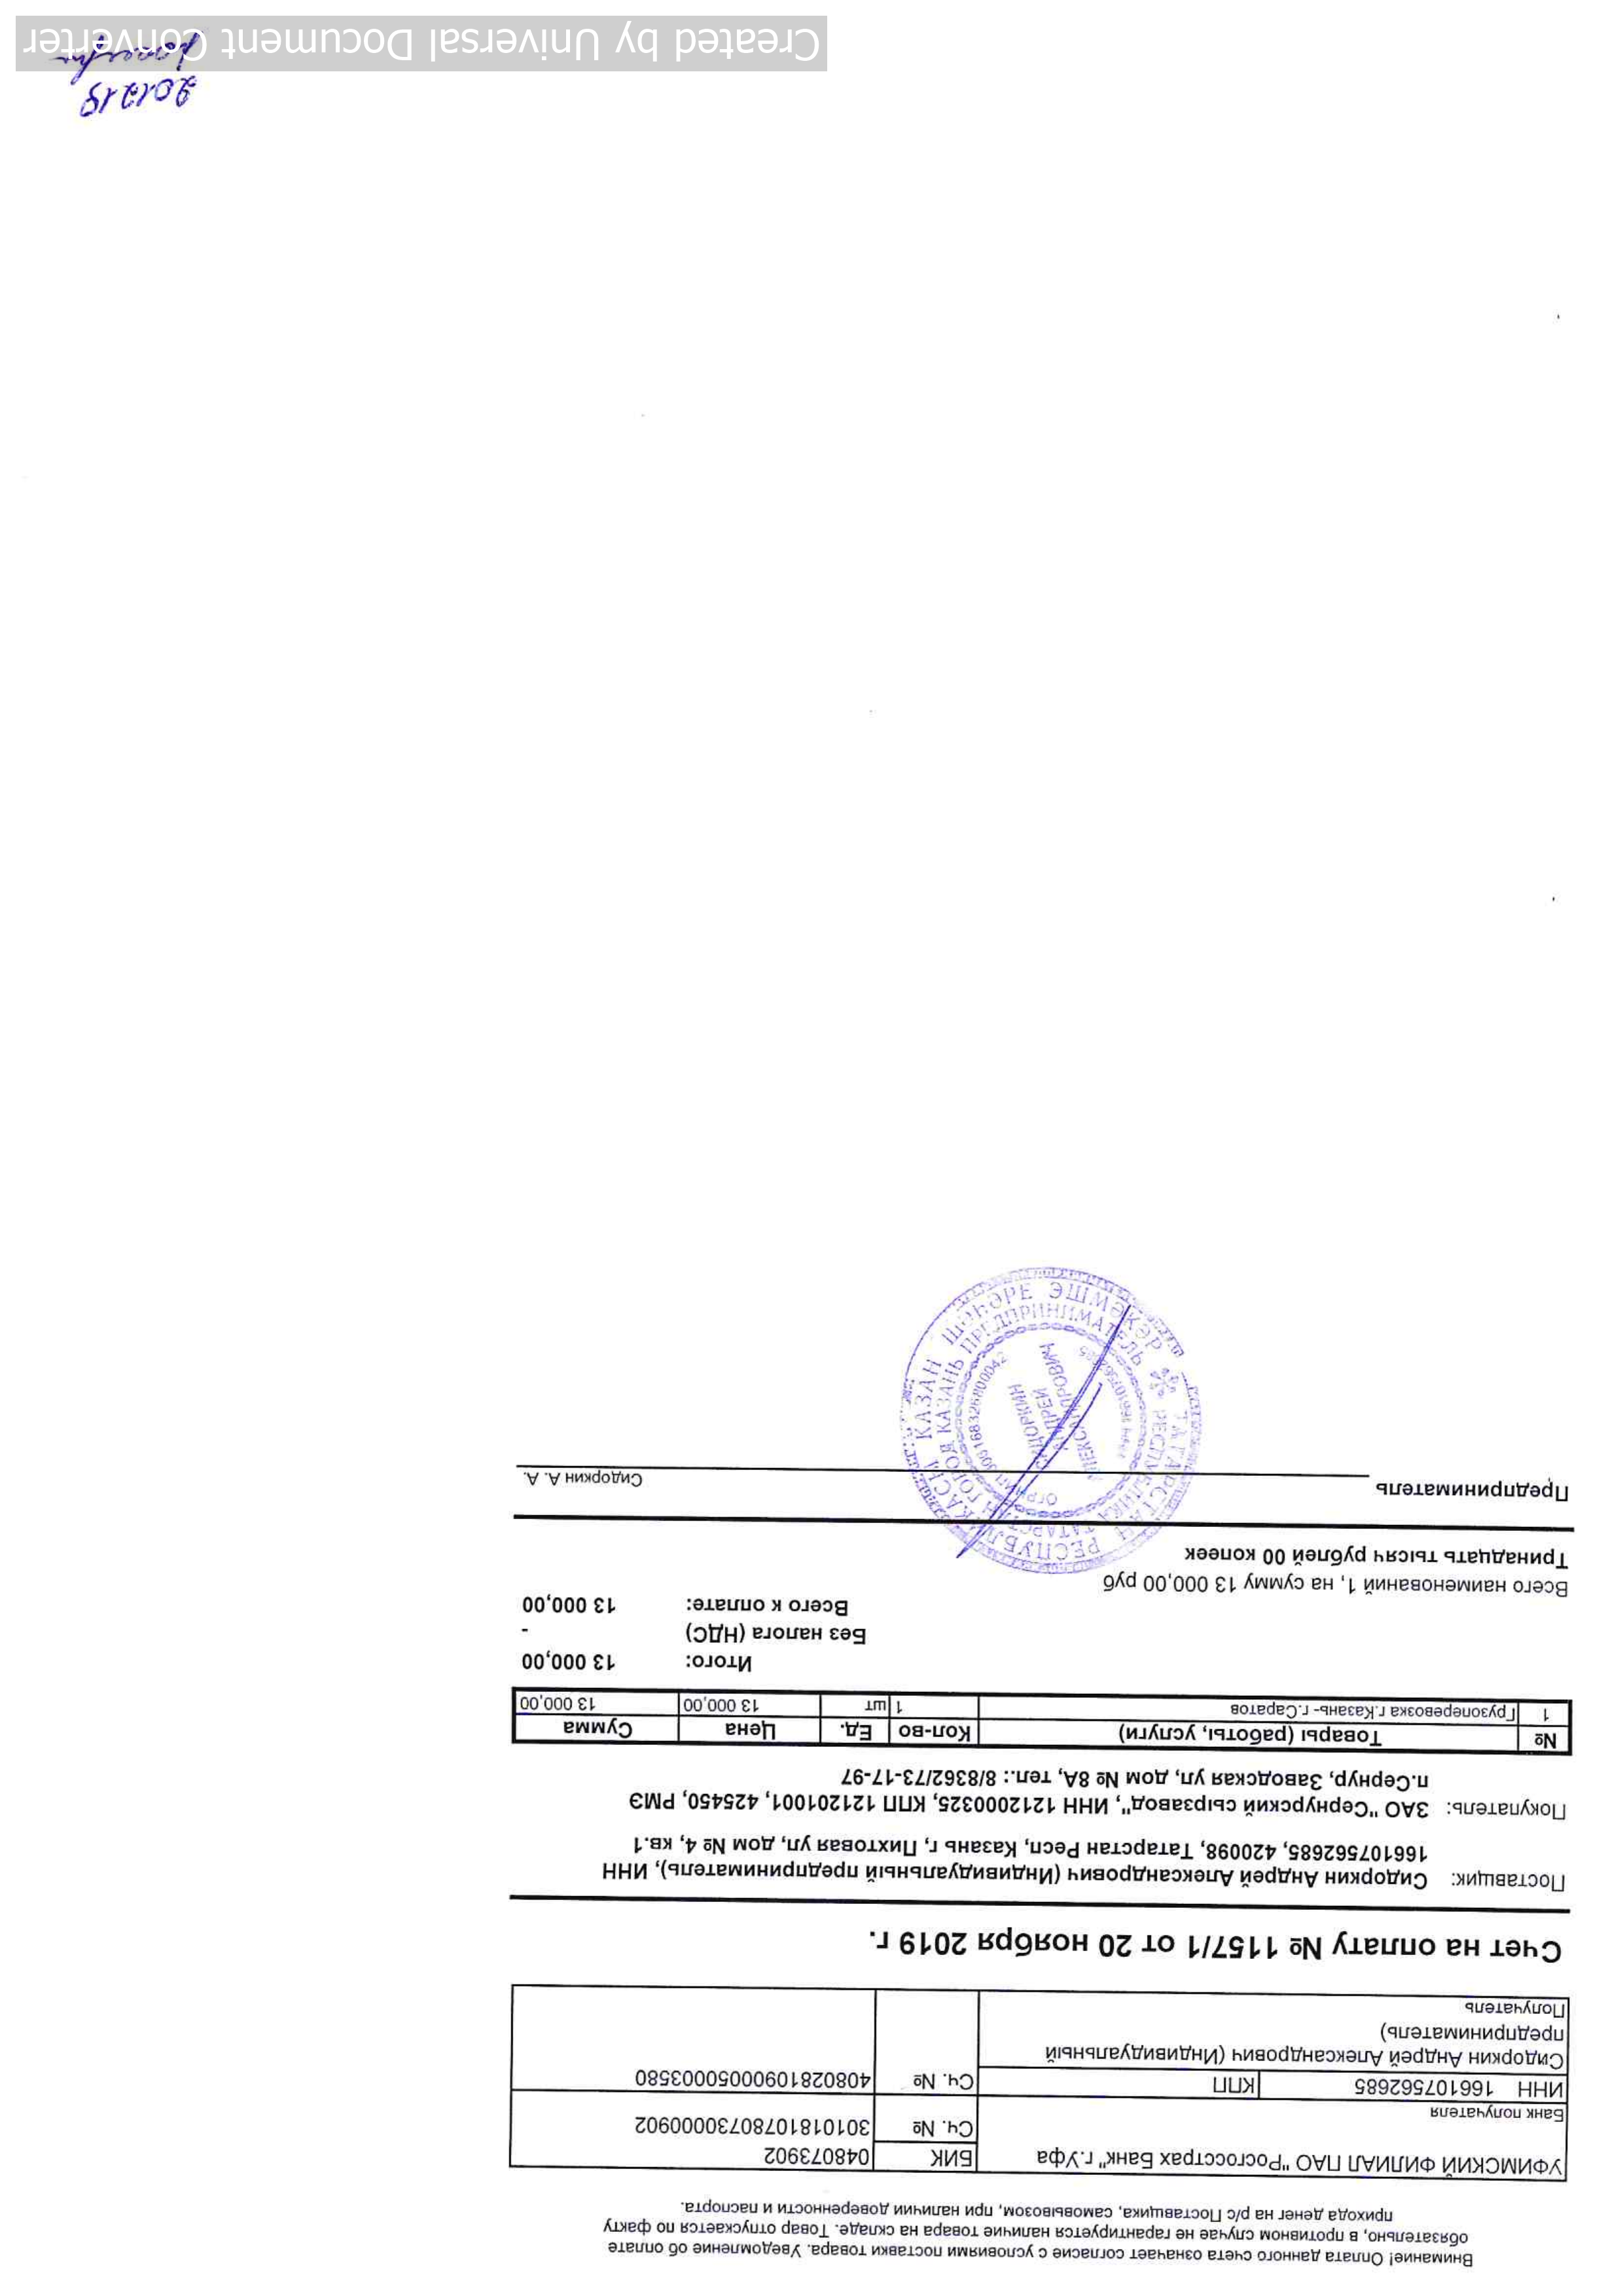 Внимание! Оплата данного счета означает согласие с условиями поставки товара. Уведомление об оплате
обязательно, в противном случае не гарантируется наличие товара на складе. Товар отпускается по факту
прихода денег на р/с Поставщика, самовывозом, при наличии доверенности и паспорта.
УФИМСКИЙ ФИЛИАЛ ПАО "Росгосстрах Банк" г.Уфа БИК 048073902
Сч. № 30101810780730000902
Банк получателя
ИНН 166107562685 КПП Сч. № 40802810900050003580
Сидоркин Андрей Александрович (Индивидуальный
предприниматель)
Получатель
Счет на оплату № 1157/1 от 20 ноября 2019 г.
Поставщик: Сидоркин Андрей Александрович (Индивидуальный предприниматель), ИНН
166107562685, 420098, Татарстан Респ, Казань г, Пихтовая ул, дом № 4, кв.1
Покупатель: ЗАО "Сернурский сырзавод", ИНН 1212000325, КПП 121201001, 425450, РМЭ
п.Сернур, Заводская ул, дом № 8А, тел.: 8/8362/73-17-97
№ Товары (работы, услуги) Кол-во Ед. Цена Сумма
1 Грузоперевозка г.Казань- г.Саратов 1 шт 13 000,00 13 000,00
Итого: 13 000,00
Без налога (НДС) -
Всего к оплате: 13 000,00
Всего наименований 1, на сумму 13 000,00 руб
Тринадцать тысяч рублей 00 копеек
Предприниматель Сидоркин А. А.
ТАТАРСТАН РЕСПУБЛИКАСЫ КАЗАН ШӘҺӘРЕ ЭШМӘКӘР
РЕСПУБЛИКА ТАТАРСТАН ГОРОД КАЗАНЬ ПРЕДПРИНИМАТЕЛЬ
СИДОРКИН
АНДРЕЙ
АЛЕКСАНДРОВИЧ
201219
Created by Universal Document Converter